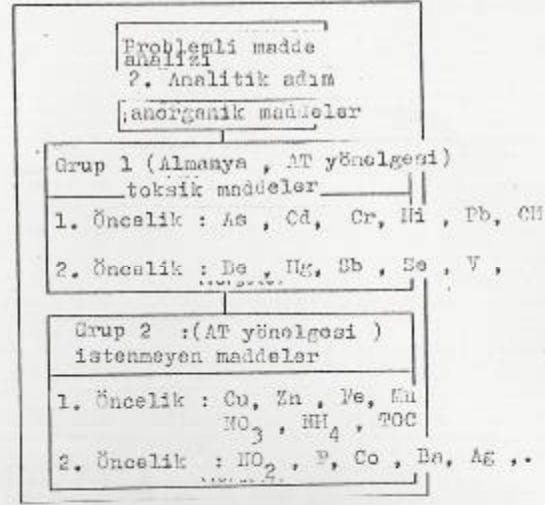 Problemli madde
analizi
2. Analitik adım
anorganik maddeler
Grup 1 (Almanya , AT yönelgesi)
toksik maddeler
1. Öncelik : As , Cd, Cr, Ni , Pb, CN
2. Öncelik : Be , Hg, Sb , Se , V ,
Grup 2 :(AT yönelgesi )
istenmeyen maddeler
1. Öncelik : Cu, Zn , Fe, Mn
NO3 , NH4 , TOC
2. Öncelik : NO2 , P, Co , Ba, Ag ,.